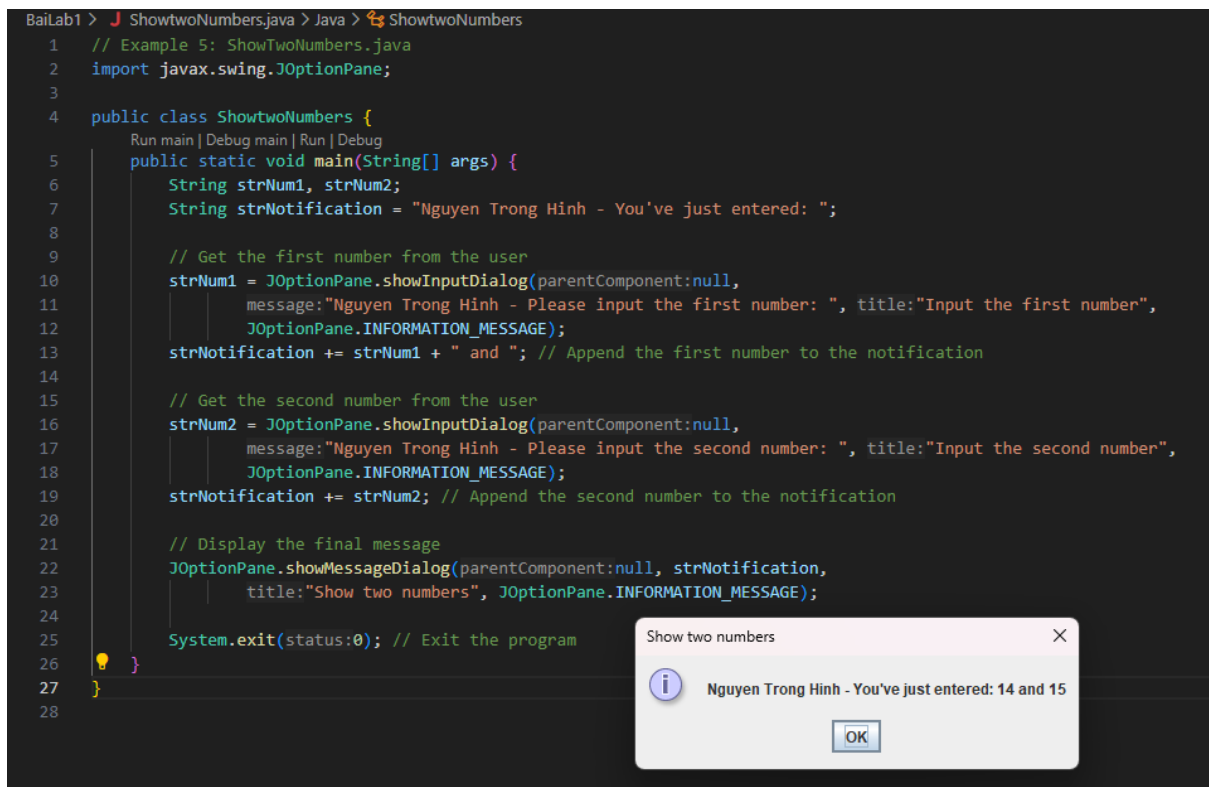 BaiLab1 > J ShowtwoNumbers.java > Java > ShowtwoNumbers
1 // Example 5: ShowTwoNumbers.java
2 import javax.swing.JOptionPane;
3
4 public class ShowtwoNumbers {
Run main | Debug main | Run | Debug
5 public static void main(String[] args) {
6 String strNum1, strNum2;
7 String strNotification = "Nguyen Trong Hinh - You've just entered: ";
8
9 // Get the first number from the user
10 strNum1 = JOptionPane.showInputDialog(parentComponent:null,
11 message:"Nguyen Trong Hinh - Please input the first number: ", title:"Input the first number",
12 JOptionPane.INFORMATION_MESSAGE);
13 strNotification += strNum1 + " and "; // Append the first number to the notification
14
15 // Get the second number from the user
16 strNum2 = JOptionPane.showInputDialog(parentComponent:null,
17 message:"Nguyen Trong Hinh - Please input the second number: ", title:"Input the second number",
18 JOptionPane.INFORMATION_MESSAGE);
19 strNotification += strNum2; // Append the second number to the notification
20
21 // Display the final message
22 JOptionPane.showMessageDialog(parentComponent:null, strNotification,
23 title:"Show two numbers", JOptionPane.INFORMATION_MESSAGE);
24
25 System.exit(status:0); // Exit the program
26 }
27 }
28
Show two numbers
i Nguyen Trong Hinh - You've just entered: 14 and 15
OK